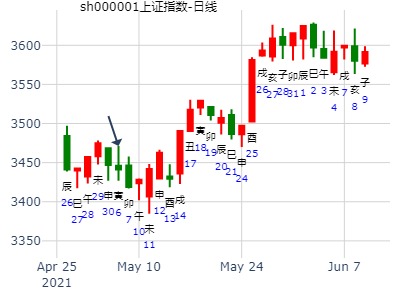 sh000001上证指数-日线
3600
3550
3500
3450
3400
3350
辰 巳 午 未 申 寅 卯 午 未 申 酉 戌 丑 寅 卯 辰 巳 申 酉 戌 亥 子 卯 辰 巳 午 未 戌 亥 子
26 27 28 29 30 6 7 10 11 12 13 14 17 18 19 20 21 24 25 26 27 28 31 1 2 3 4 7 8 9
Apr 25 May 10 May 24 Jun 7
2021